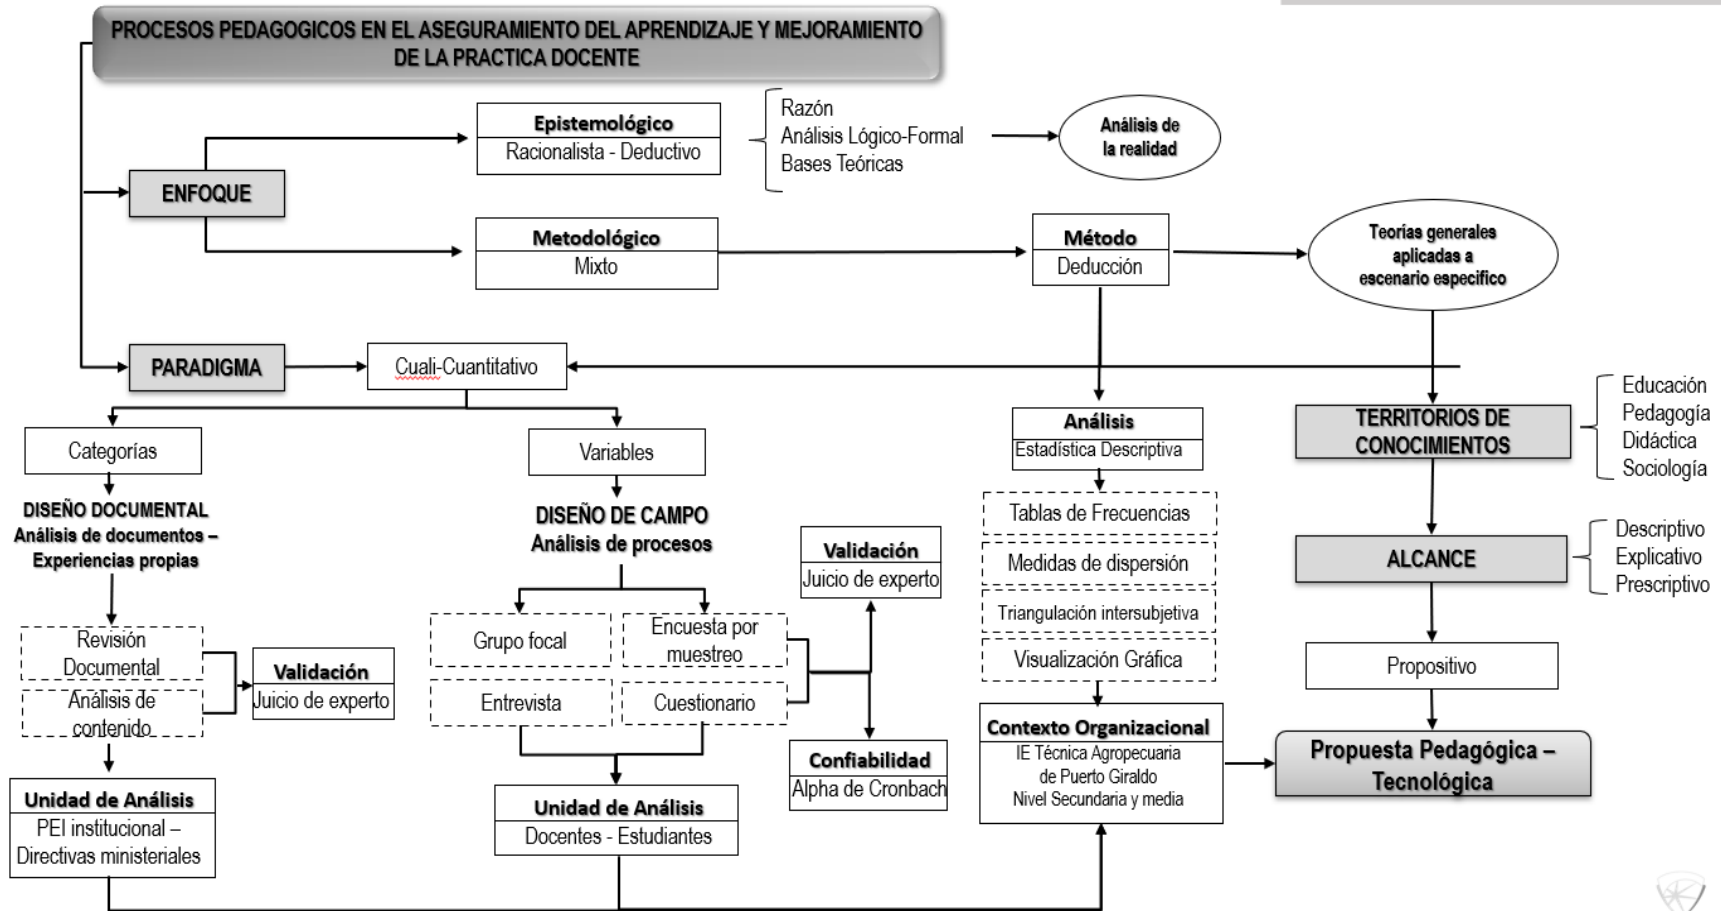 PROCESOS PEDAGOGICOS EN EL ASEGURAMIENTO DEL APRENDIZAJE Y MEJORAMIENTO
DE LA PRACTICA DOCENTE
Epistemológico
Racionalista - Deductivo
Razón
Análisis Lógico-Formal
Bases Teóricas
Análisis de
la realidad
ENFOQUE
Metodológico
Mixto
Método
Deducción
Teorías generales
aplicadas a
escenario especifico
PARADIGMA
Cuali-Cuantitativo
Categorías
DISEÑO DOCUMENTAL
Análisis de documentos –
Experiencias propias
Revisión
Documental
Análisis de
contenido
Validación
Juicio de experto
Unidad de Análisis
PEI institucional –
Directivas ministeriales
Variables
DISEÑO DE CAMPO
Análisis de procesos
Grupo focal
Encuesta por
muestreo
Entrevista
Cuestionario
Validación
Juicio de experto
Confiabilidad
Alpha de Cronbach
Unidad de Análisis
Docentes - Estudiantes
Análisis
Estadística Descriptiva
Tablas de Frecuencias
Medidas de dispersión
Triangulación intersubjetiva
Visualización Gráfica
Contexto Organizacional
IE Técnica Agropecuaria
de Puerto Giraldo
Nivel Secundaria y media
TERRITORIOS DE
CONOCIMIENTOS
Educación
Pedagogía
Didáctica
Sociología
ALCANCE
Descriptivo
Explicativo
Prescriptivo
Propositivo
Propuesta Pedagógica –
Tecnológica